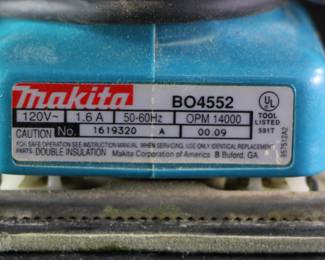 makita BO4552
120V~ 1.6 A 50-60Hz OPM 14000
CAUTION No. 1619320 A 00.09
FOR SAFE OPERATION SEE INSTRUCTION MANUAL. WHEN SERVICING USE ONLY IDENTICAL REPLACEMENT
PARTS DOUBLE INSULATION Makita Corporation of America B Buford, GA.
UL
TOOL
LISTED
591T
857512A2